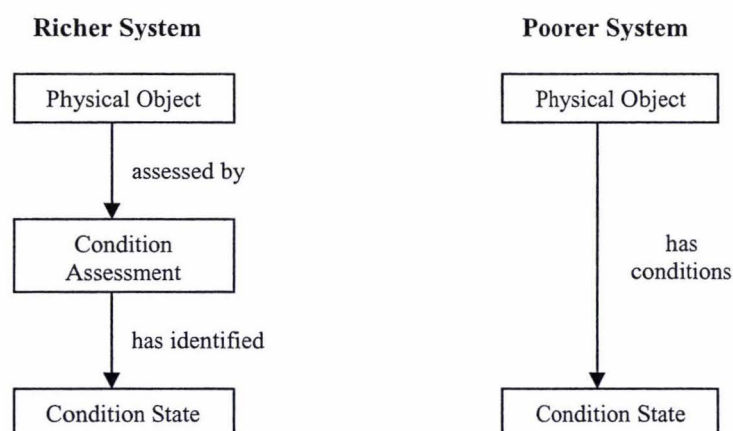 Richer System
Physical Object
assessed by
Condition
Assessment
has identified
Condition State
Poorer System
Physical Object
has
conditions
Condition State